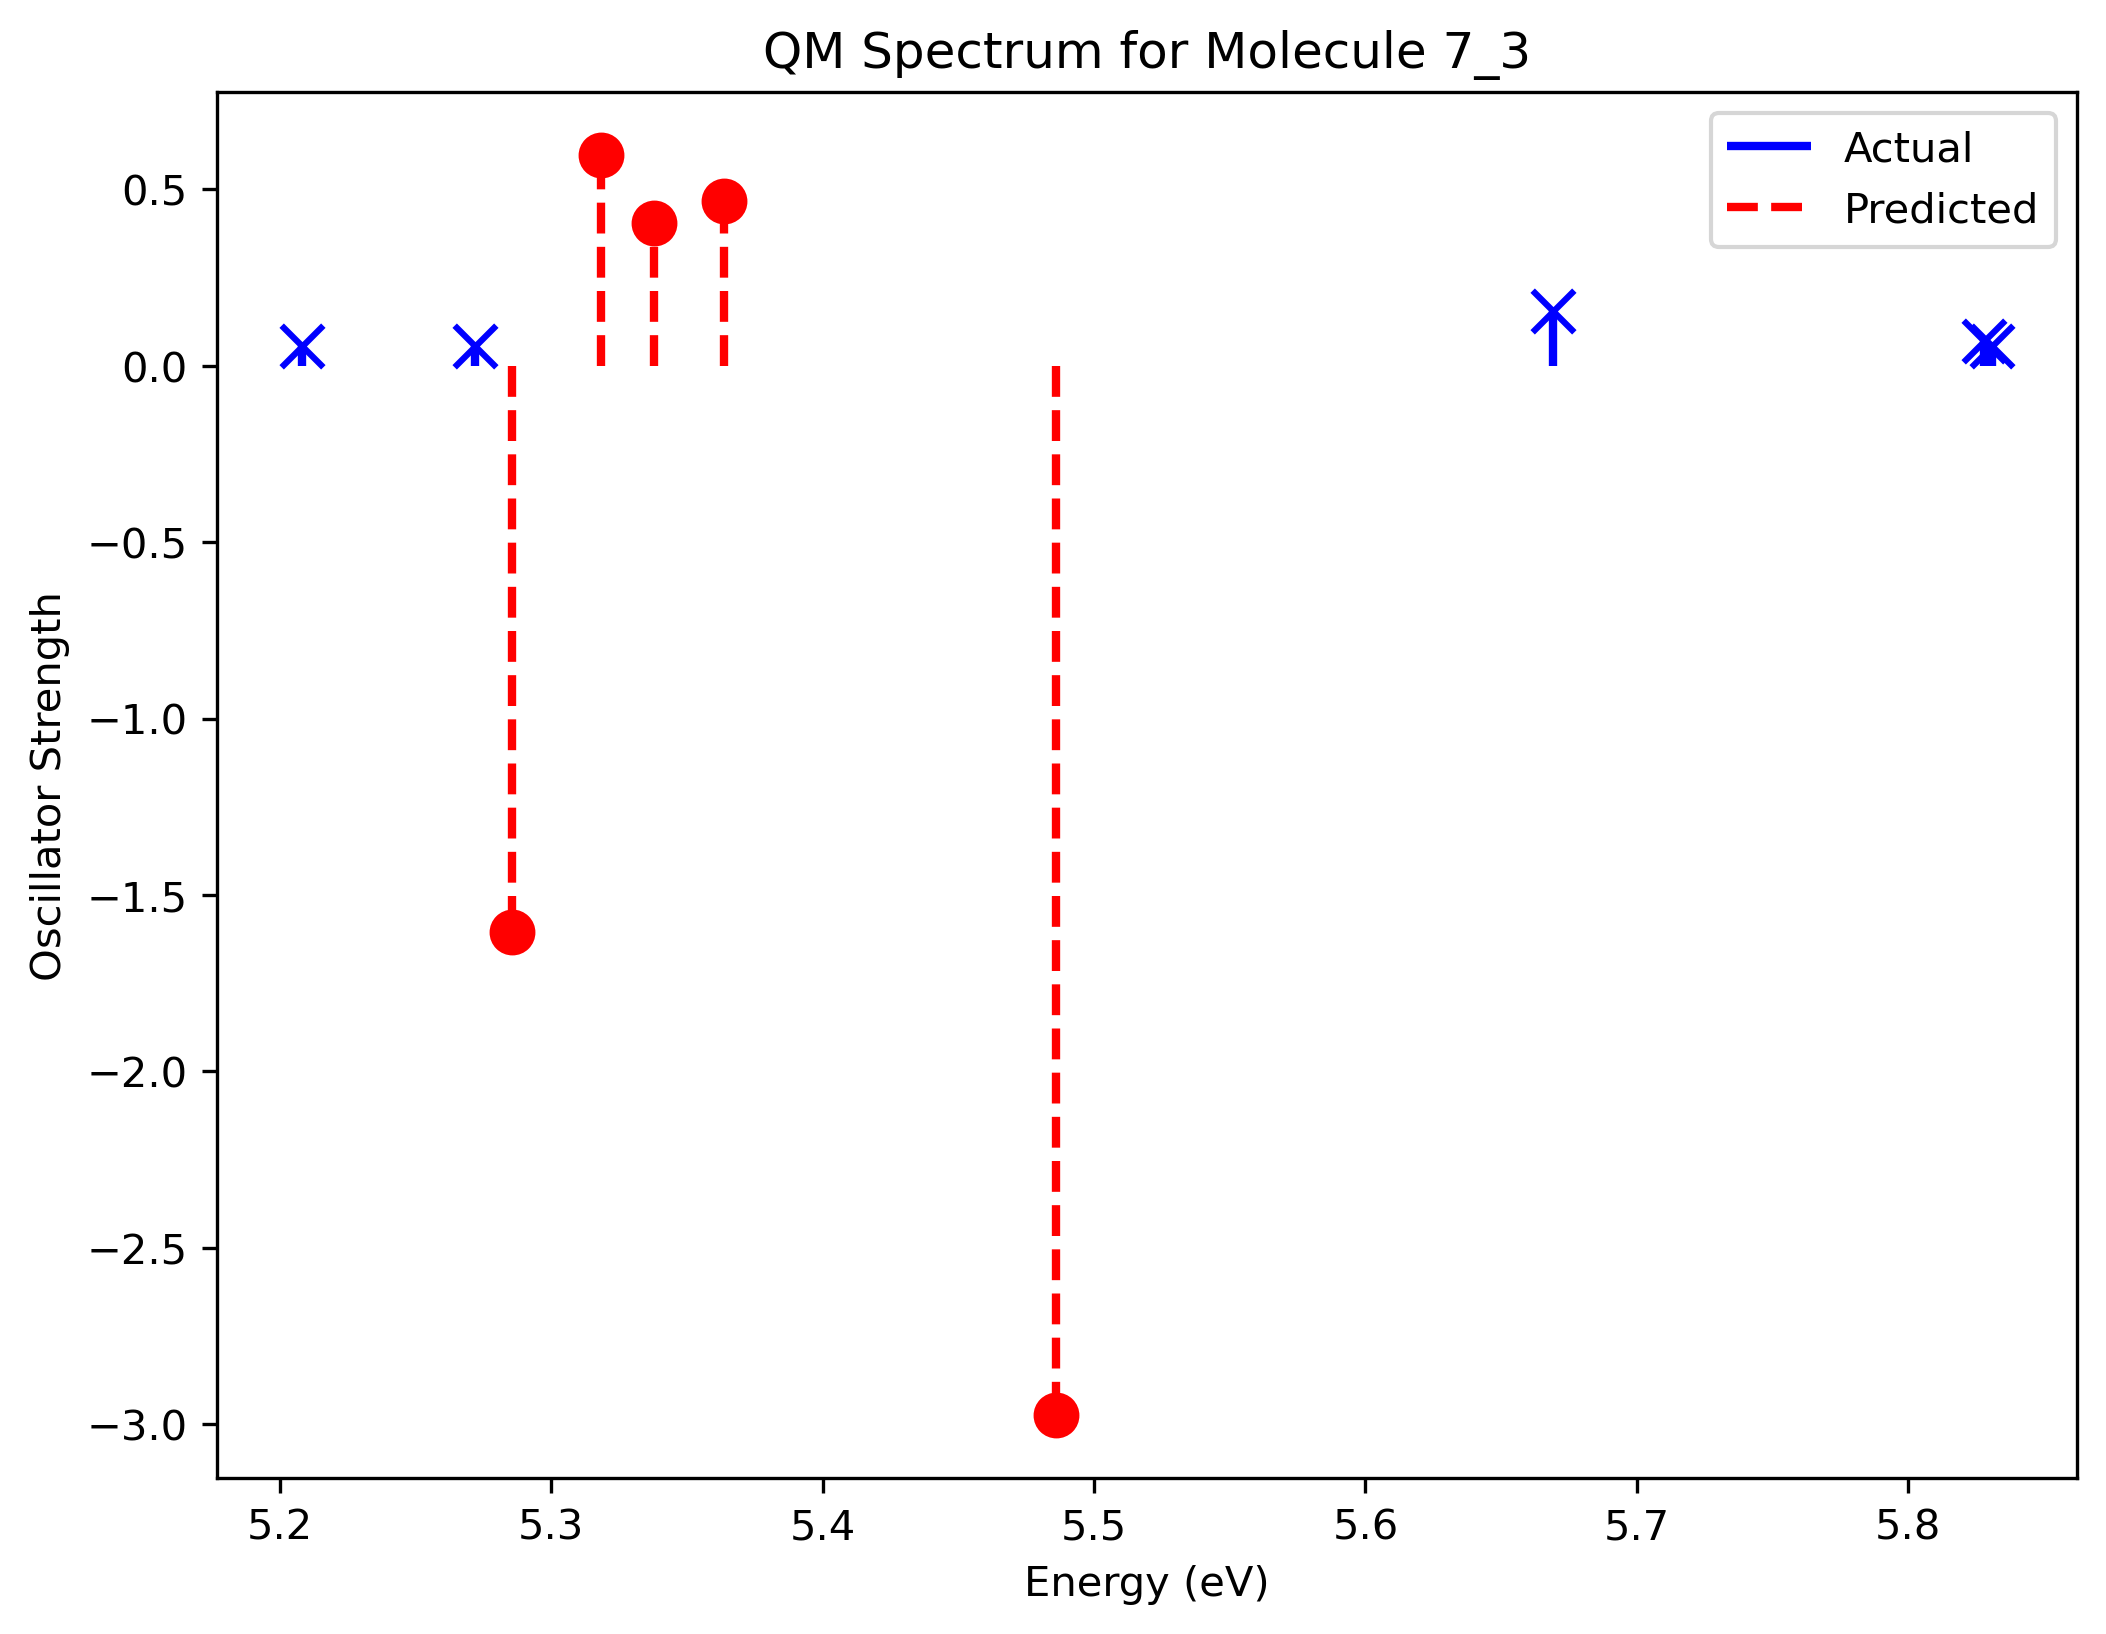 QM Spectrum for Molecule 7_3
Actual
Predicted
0.5
0.0
−0.5
−1.0
−1.5
−2.0
−2.5
−3.0
Oscillator Strength
5.2 5.3 5.4 5.5 5.6 5.7 5.8
Energy (eV)